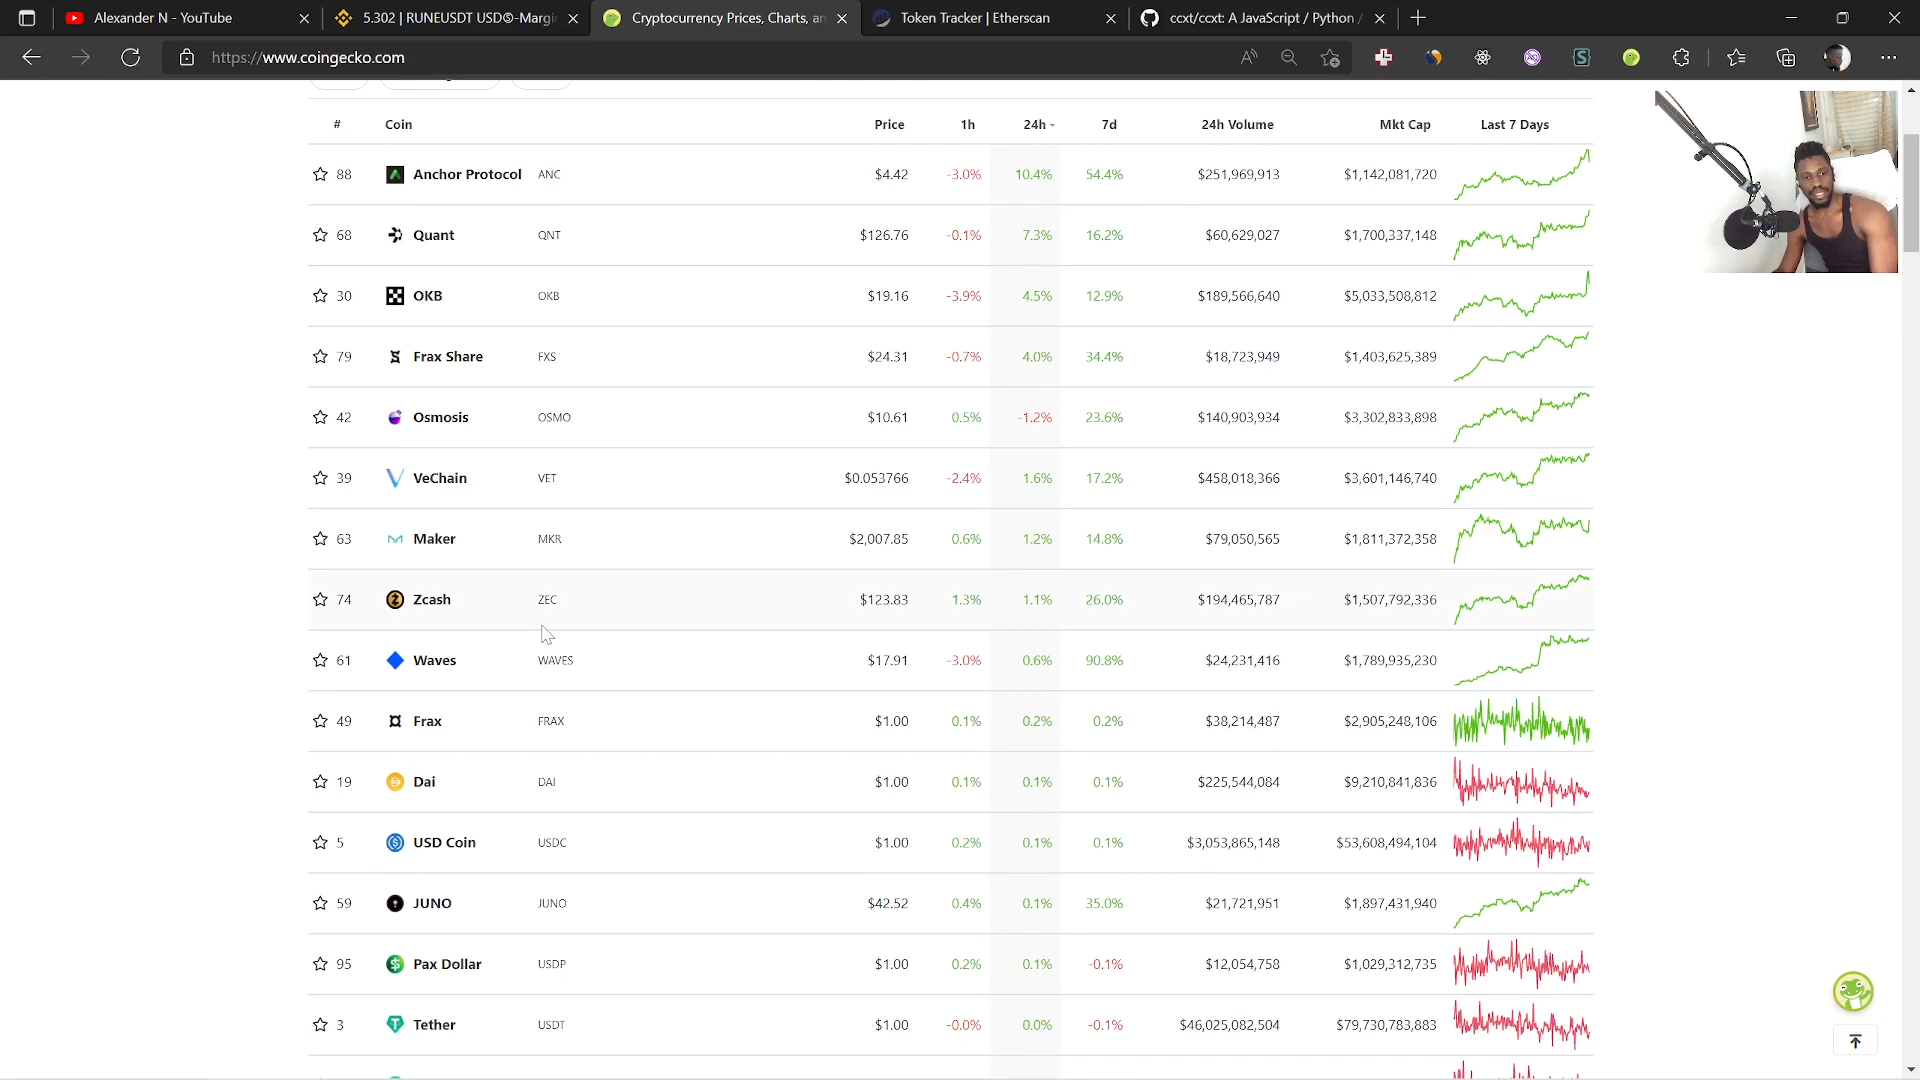 Alexander N - YouTube
5.302 | RUNEUSDT USDⓈ-Margi
Cryptocurrency Prices, Charts, an
Token Tracker | Etherscan
ccxt/ccxt: A JavaScript / Python /
https://www.coingecko.com
# Coin Price 1h 24h 7d 24h Volume Mkt Cap Last 7 Days
88 Anchor Protocol ANC $4.42 -3.0% 10.4% 54.4% $251,969,913 $1,142,081,720
68 Quant QNT $126.76 -0.1% 7.3% 16.2% $60,629,027 $1,700,337,148
30 OKB OKB $19.16 -3.9% 4.5% 12.9% $189,566,640 $5,033,508,812
79 Frax Share FXS $24.31 -0.7% 4.0% 34.4% $18,723,949 $1,403,625,389
42 Osmosis OSMO $10.61 0.5% -1.2% 23.6% $140,903,934 $3,302,833,898
39 VeChain VET $0.053766 -2.4% 1.6% 17.2% $458,018,366 $3,601,146,740
63 Maker MKR $2,007.85 0.6% 1.2% 14.8% $79,050,565 $1,811,372,358
74 Zcash ZEC $123.83 1.3% 1.1% 26.0% $194,465,787 $1,507,792,336
61 Waves WAVES $17.91 -3.0% 0.6% 90.8% $24,231,416 $1,789,935,230
49 Frax FRAX $1.00 0.1% 0.2% 0.2% $38,214,487 $2,905,248,106
19 Dai DAI $1.00 0.1% 0.1% 0.1% $225,544,084 $9,210,841,836
5 USD Coin USDC $1.00 0.2% 0.1% 0.1% $3,053,865,148 $53,608,494,104
59 JUNO JUNO $42.52 0.4% 0.1% 35.0% $21,721,951 $1,897,431,940
95 Pax Dollar USDP $1.00 0.2% 0.1% -0.1% $12,054,758 $1,029,312,735
3 Tether USDT $1.00 -0.0% 0.0% -0.1% $46,025,082,504 $79,730,783,883